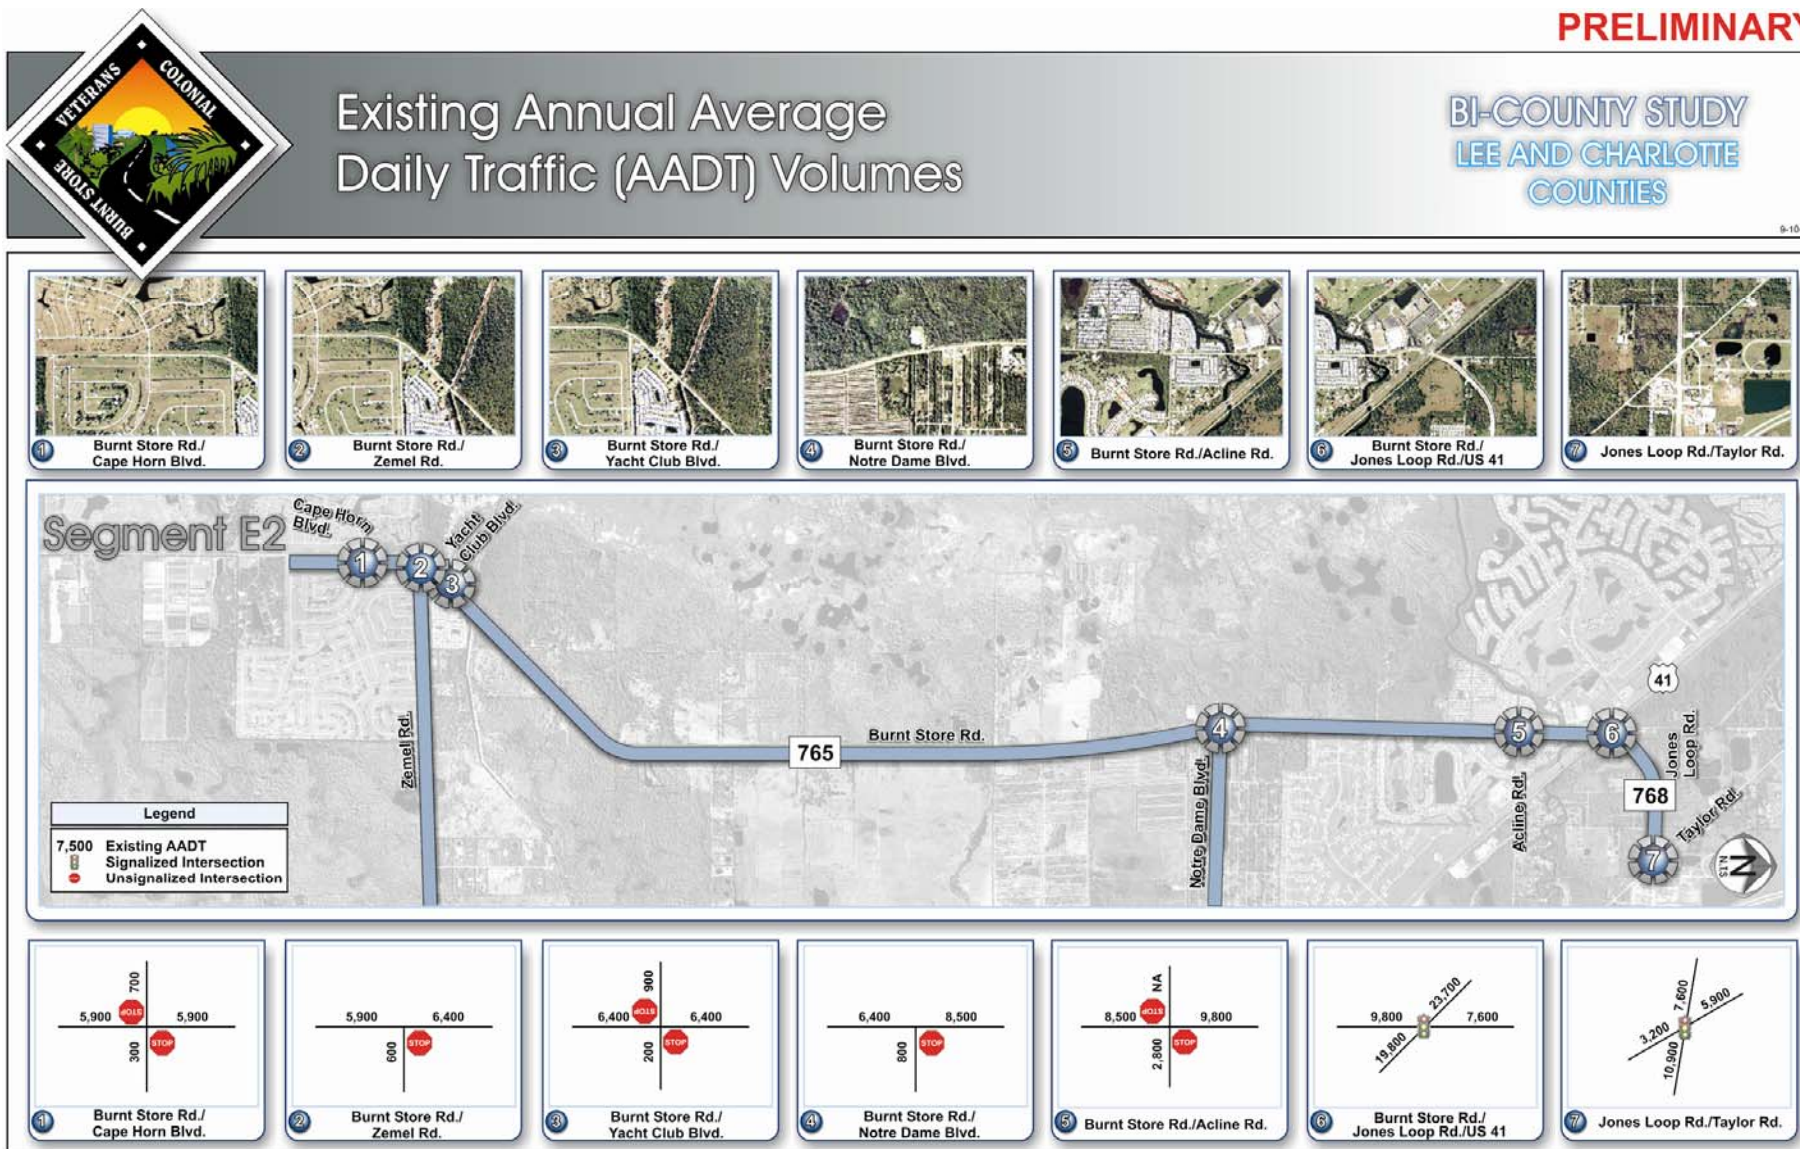 PRELIMINARY
VETERANS
COLONIAL
BURNT STORE
Existing Annual Average
Daily Traffic (AADT) Volumes
BI-COUNTY STUDY
LEE AND CHARLOTTE
COUNTIES
9-10
1
Burnt Store Rd./
Cape Horn Blvd.
2
Burnt Store Rd./
Zemel Rd.
3
Burnt Store Rd./
Yacht Club Blvd.
4
Burnt Store Rd./
Notre Dame Blvd.
5
Burnt Store Rd./Acline Rd.
6
Burnt Store Rd./
Jones Loop Rd./US 41
7
Jones Loop Rd./Taylor Rd.
Segment E2
Cape Horn
Blvd.
Yacht
Club Blvd.
1
2
3
4
5
6
7
Zemel Rd.
765
Burnt Store Rd.
Notre Dame Blvd.
Acline Rd.
41
Jones
Loop Rd.
768
Taylor Rd.
N
N.T.S
Legend
7,500 Existing AADT
Signalized Intersection
STOP Unsignalized Intersection
700
5,900 STOP 5,900
300 STOP
1
Burnt Store Rd./
Cape Horn Blvd.
5,900 6,400
600 STOP
2
Burnt Store Rd./
Zemel Rd.
900
6,400 STOP 6,400
200 STOP
3
Burnt Store Rd./
Yacht Club Blvd.
6,400 8,500
800 STOP
4
Burnt Store Rd./
Notre Dame Blvd.
NA
8,500 STOP 9,800
2,800 STOP
5
Burnt Store Rd./Acline Rd.
23,700
9,800 7,600
19,800
6
Burnt Store Rd./
Jones Loop Rd./US 41
7,600
5,900
3,200
10,900
7
Jones Loop Rd./Taylor Rd.